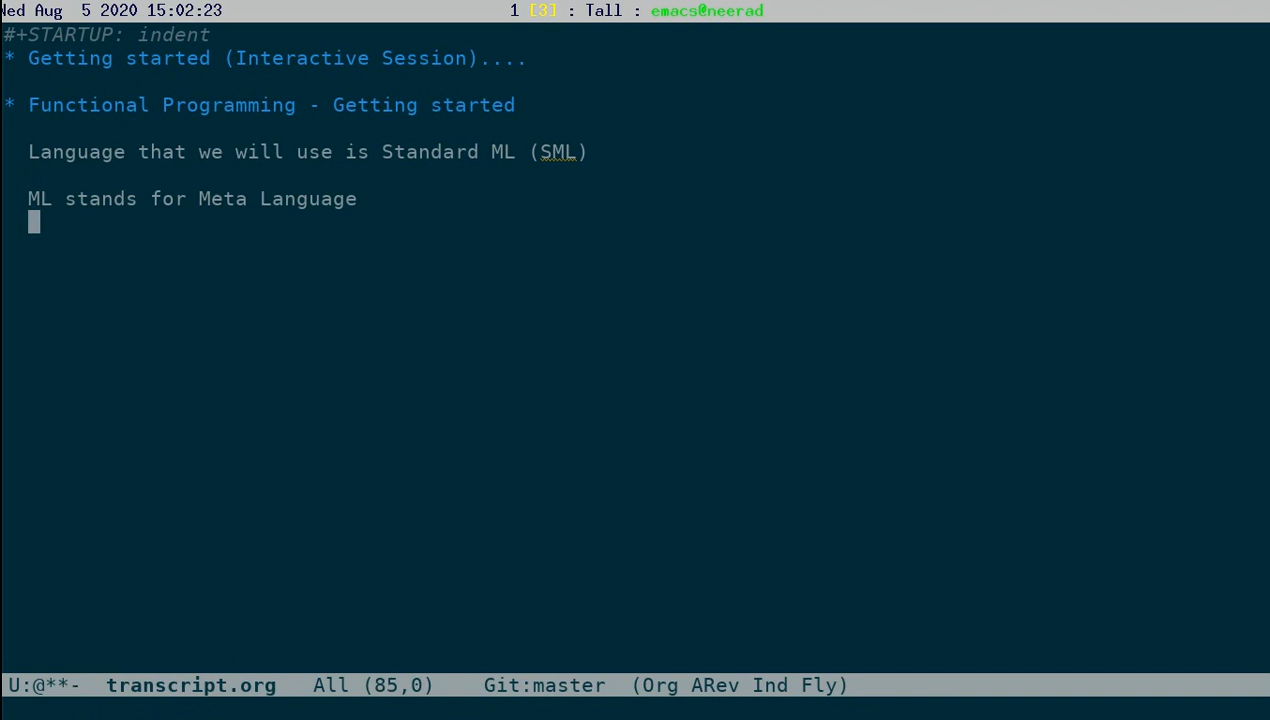 Wed Aug  5 2020 15:02:23 1 [3] : Tall : emacs@neerad
#+STARTUP: indent
* Getting started (Interactive Session)....
* Functional Programming - Getting started
Language that we will use is Standard ML (SML)
ML stands for Meta Language
U:@**-  transcript.org   All (85,0)    Git:master  (Org ARev Ind Fly)